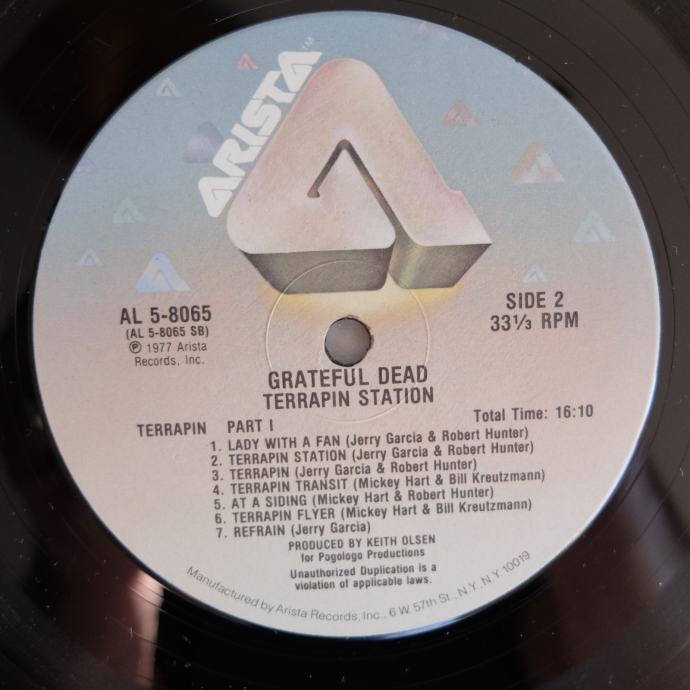 ARISTA™
AL 5-8065
(AL 5-8065 SB)
℗ 1977 Arista
Records, Inc.
SIDE 2
33⅓ RPM
GRATEFUL DEAD
TERRAPIN STATION
Total Time: 16:10
TERRAPIN PART I
1. LADY WITH A FAN (Jerry Garcia & Robert Hunter)
2. TERRAPIN STATION (Jerry Garcia & Robert Hunter)
3. TERRAPIN (Jerry Garcia & Robert Hunter)
4. TERRAPIN TRANSIT (Mickey Hart & Bill Kreutzmann)
5. AT A SIDING (Mickey Hart & Robert Hunter)
6. TERRAPIN FLYER (Mickey Hart & Bill Kreutzmann)
7. REFRAIN (Jerry Garcia)
PRODUCED BY KEITH OLSEN
for Pogologo Productions
Unauthorized Duplication is a
violation of applicable laws.
Manufactured by Arista Records, Inc., 6 W. 57th St., N.Y., N.Y. 10019